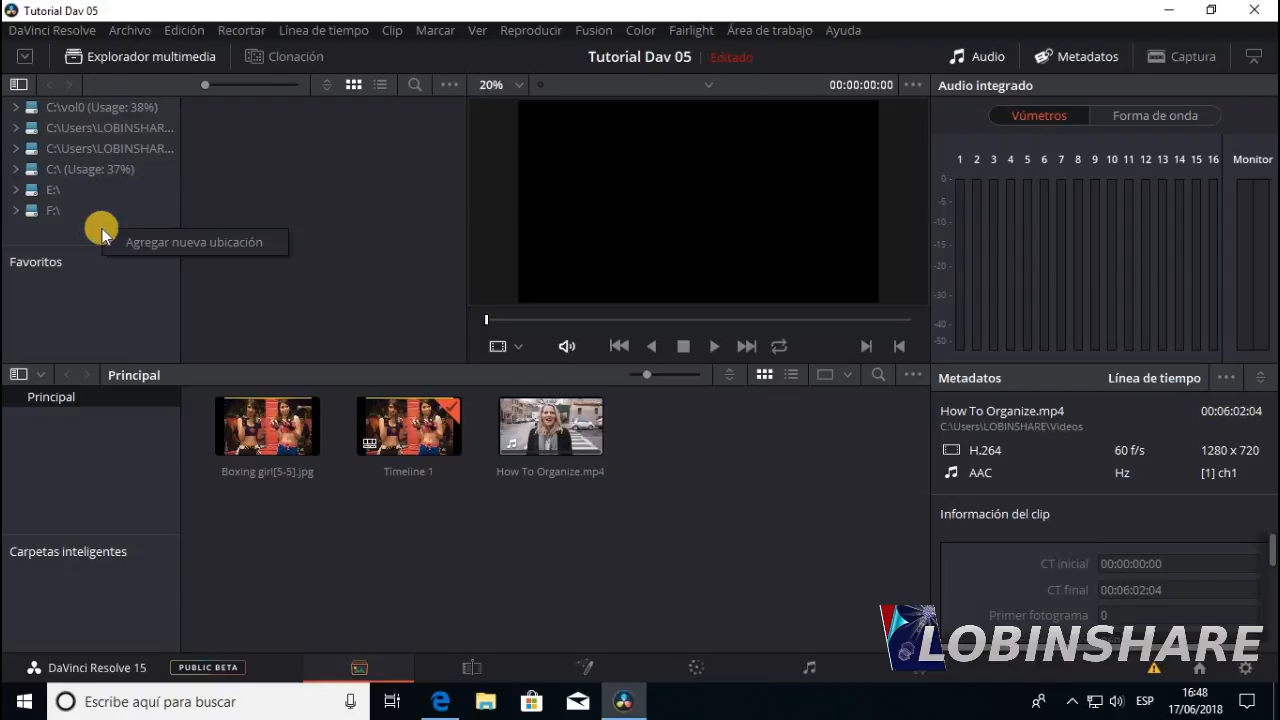 Tutorial Dav 05
DaVinci Resolve Archivo Edición Recortar Línea de tiempo Clip Marcar Ver Reproducir Fusion Color Fairlight Área de trabajo Ayuda
Explorador multimedia Clonación Tutorial Dav 05 Editado Audio Metadatos Captura
20% 00:00:00:00 Audio integrado
C:\vol0 (Usage: 38%)
C:\Users\LOBINSHAR...
C:\Users\LOBINSHAR...
C:\ (Usage: 37%)
E:\
F:\
Agregar nueva ubicación
Favoritos
Vúmetros Forma de onda
1 2 3 4 5 6 7 8 9 10 11 12 13 14 15 16 Monitor
0
-5
-10
-15
-20
-30
-40
-50
Principal
Principal
Boxing girl[5-5].jpg Timeline 1 How To Organize.mp4
Carpetas inteligentes
Metadatos Línea de tiempo
How To Organize.mp4 00:06:02:04
C:\Users\LOBINSHARE\Videos
H.264 60 f/s 1280 x 720
AAC Hz [1] ch1
Información del clip
CT inicial 00:00:00:00
CT final 00:06:02:04
Primer fotograma 0
LOBINSHARE
DaVinci Resolve 15 PUBLIC BETA
Escribe aquí para buscar
ESP
16:48
17/06/2018